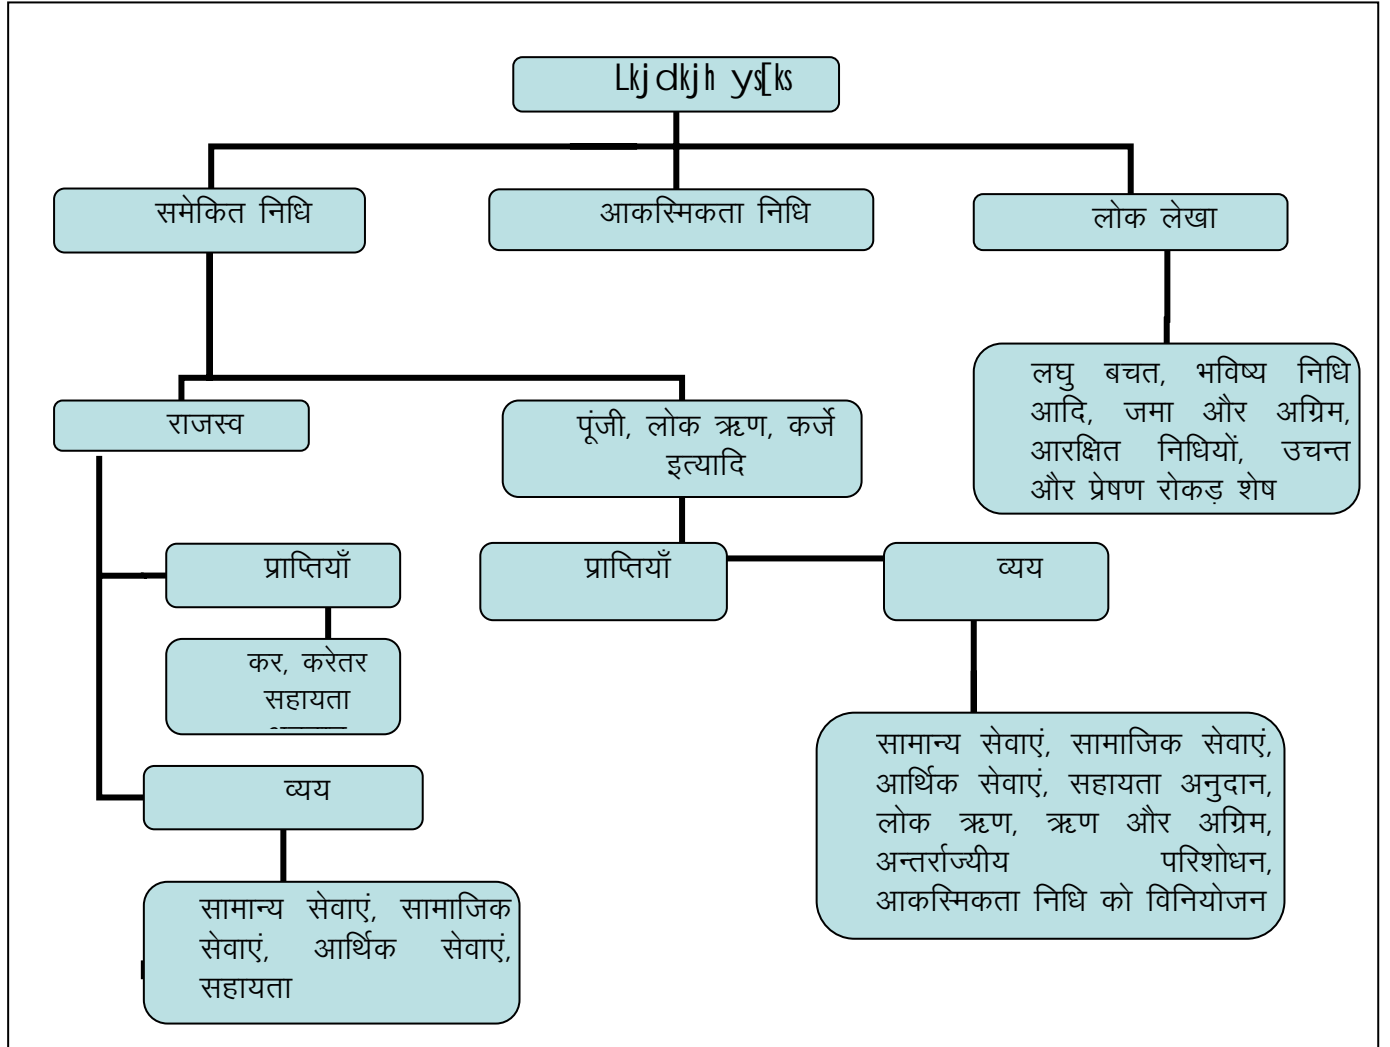 Lkjdkjh ys[ks
समेकित निधि
आकस्मिकता निधि
लोक लेखा
लघु बचत, भविष्य निधि
आदि, जमा और अग्रिम,
आरक्षित निधियों, उचन्त
और प्रेषण रोकड़ शेष
राजस्व
पूंजी, लोक ऋण, कर्जे
इत्यादि
प्राप्तियाँ
प्राप्तियाँ
व्यय
कर, करेतर
सहायता
सामान्य सेवाएं, सामाजिक सेवाएं,
आर्थिक सेवाएं, सहायता अनुदान,
लोक ऋण, ऋण और अग्रिम,
अन्तर्राज्यीय परिशोधन,
आकस्मिकता निधि को विनियोजन
व्यय
सामान्य सेवाएं, सामाजिक
सेवाएं, आर्थिक सेवाएं,
सहायता